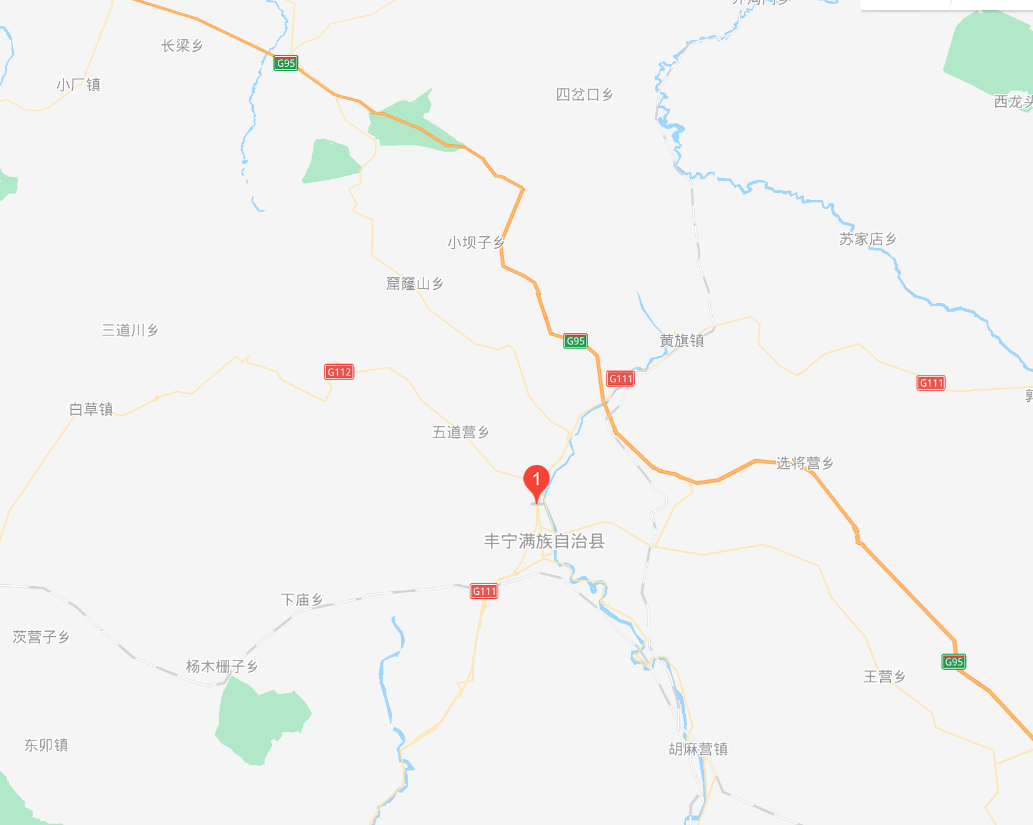 长梁乡
G95
小厂镇
四岔口乡
苏家店乡
小坝子乡
窟窿山乡
三道川乡
黄旗镇
G95
G112
G111
G111
白草镇
五道营乡
选将营乡
1
丰宁满族自治县
G111
下庙乡
茨营子乡
杨木栅子乡
G95
王营乡
东卯镇
胡麻营镇